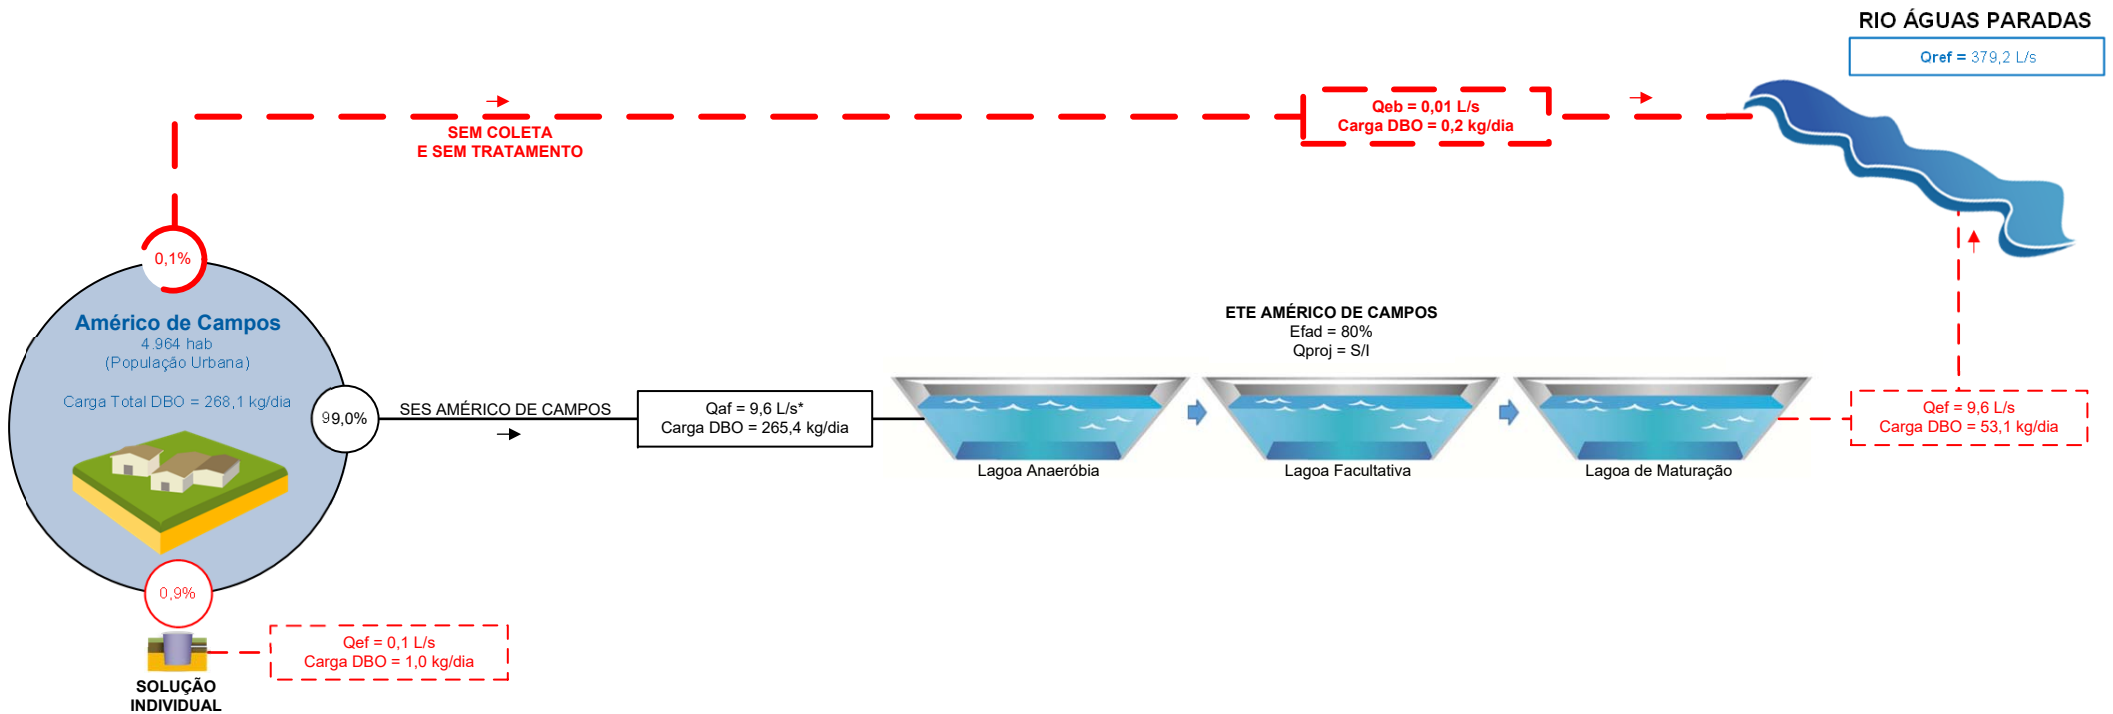 RIO ÁGUAS PARADAS
Qref = 379,2 L/s
Qeb = 0,01 L/s
Carga DBO = 0,2 kg/dia
SEM COLETA
E SEM TRATAMENTO
0,1%
Américo de Campos
4.964 hab
(População Urbana)
Carga Total DBO = 268,1 kg/dia
99,0%
SES AMÉRICO DE CAMPOS
Qaf = 9,6 L/s*
Carga DBO = 265,4 kg/dia
ETE AMÉRICO DE CAMPOS
Efad = 80%
Qproj = S/I
Lagoa Anaeróbia
Lagoa Facultativa
Lagoa de Maturação
Qef = 9,6 L/s
Carga DBO = 53,1 kg/dia
0,9%
Qef = 0,1 L/s
Carga DBO = 1,0 kg/dia
SOLUÇÃO
INDIVIDUAL